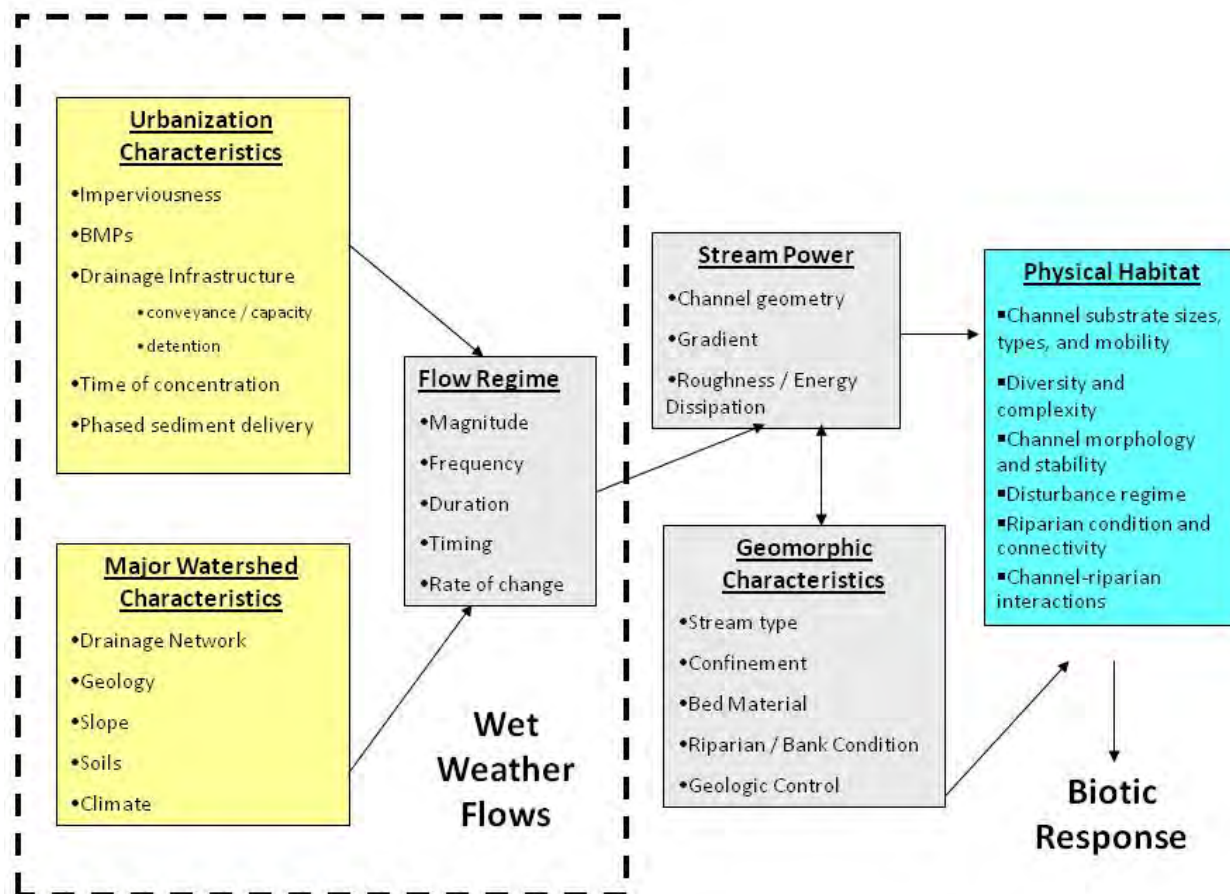 Urbanization
Characteristics
•Imperviousness
•BMPs
•Drainage Infrastructure
•conveyance / capacity
•detention
•Time of concentration
•Phased sediment delivery
Major Watershed
Characteristics
•Drainage Network
•Geology
•Slope
•Soils
•Climate
Flow Regime
•Magnitude
•Frequency
•Duration
•Timing
•Rate of change
Wet
Weather
Flows
Stream Power
•Channel geometry
•Gradient
•Roughness / Energy
Dissipation
Geomorphic
Characteristics
•Stream type
•Confinement
•Bed Material
•Riparian / Bank Condition
•Geologic Control
Physical Habitat
▪Channel substrate sizes,
types, and mobility
▪Diversity and
complexity
▪Channel morphology
and stability
▪Disturbance regime
▪Riparian condition and
connectivity
▪Channel-riparian
interactions
Biotic
Response